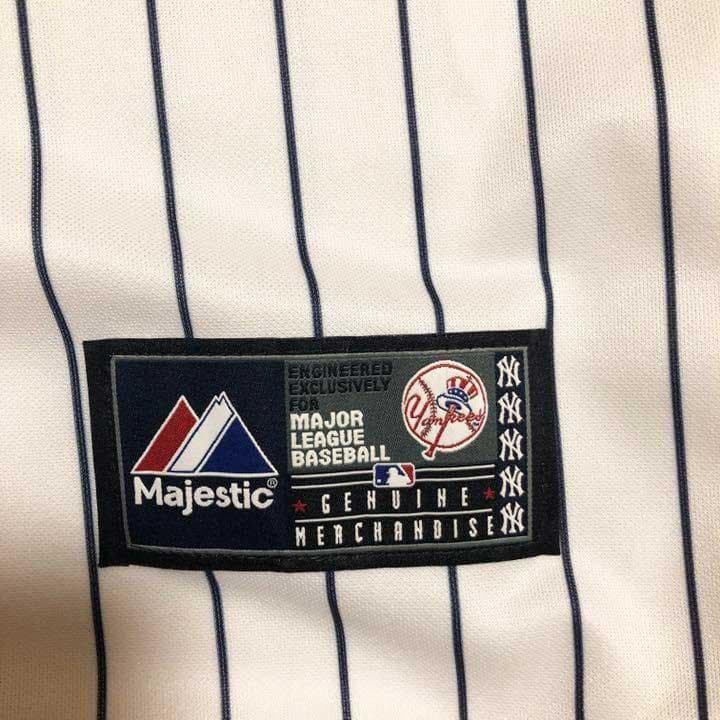 Majestic®
ENGINEERED
EXCLUSIVELY
FOR
MAJOR
LEAGUE
BASEBALL
Yankees
GENUINE
MERCHANDISE
NY
NY
NY
NY
NY